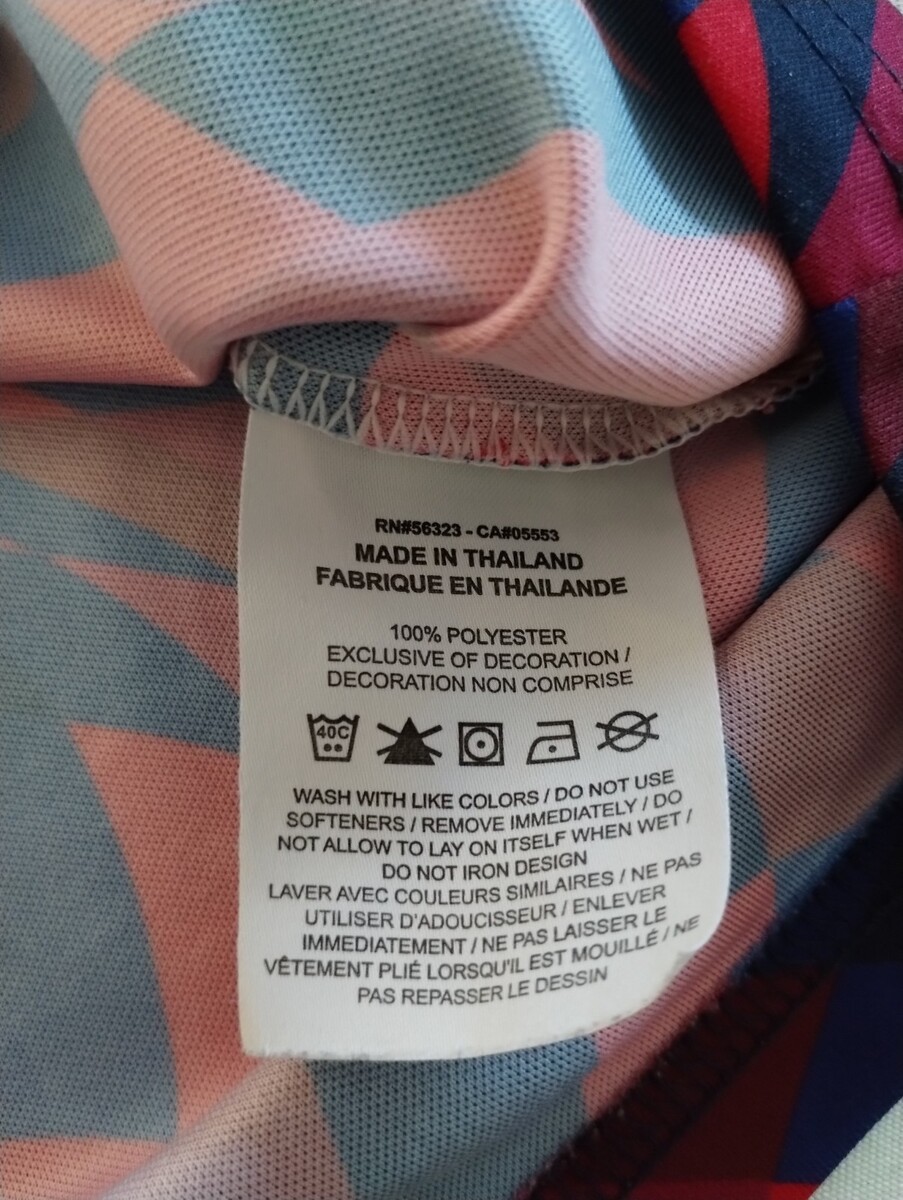 RN#56323 - CA#05553
MADE IN THAILAND
FABRIQUE EN THAILANDE
100% POLYESTER
EXCLUSIVE OF DECORATION /
DECORATION NON COMPRISE
40C
WASH WITH LIKE COLORS / DO NOT USE
SOFTENERS / REMOVE IMMEDIATELY / DO
NOT ALLOW TO LAY ON ITSELF WHEN WET /
DO NOT IRON DESIGN
LAVER AVEC COULEURS SIMILAIRES / NE PAS
UTILISER D'ADOUCISSEUR / ENLEVER
IMMEDIATEMENT / NE PAS LAISSER LE
VÊTEMENT PLIÉ LORSQU'IL EST MOUILLÉ / NE
PAS REPASSER LE DESSIN